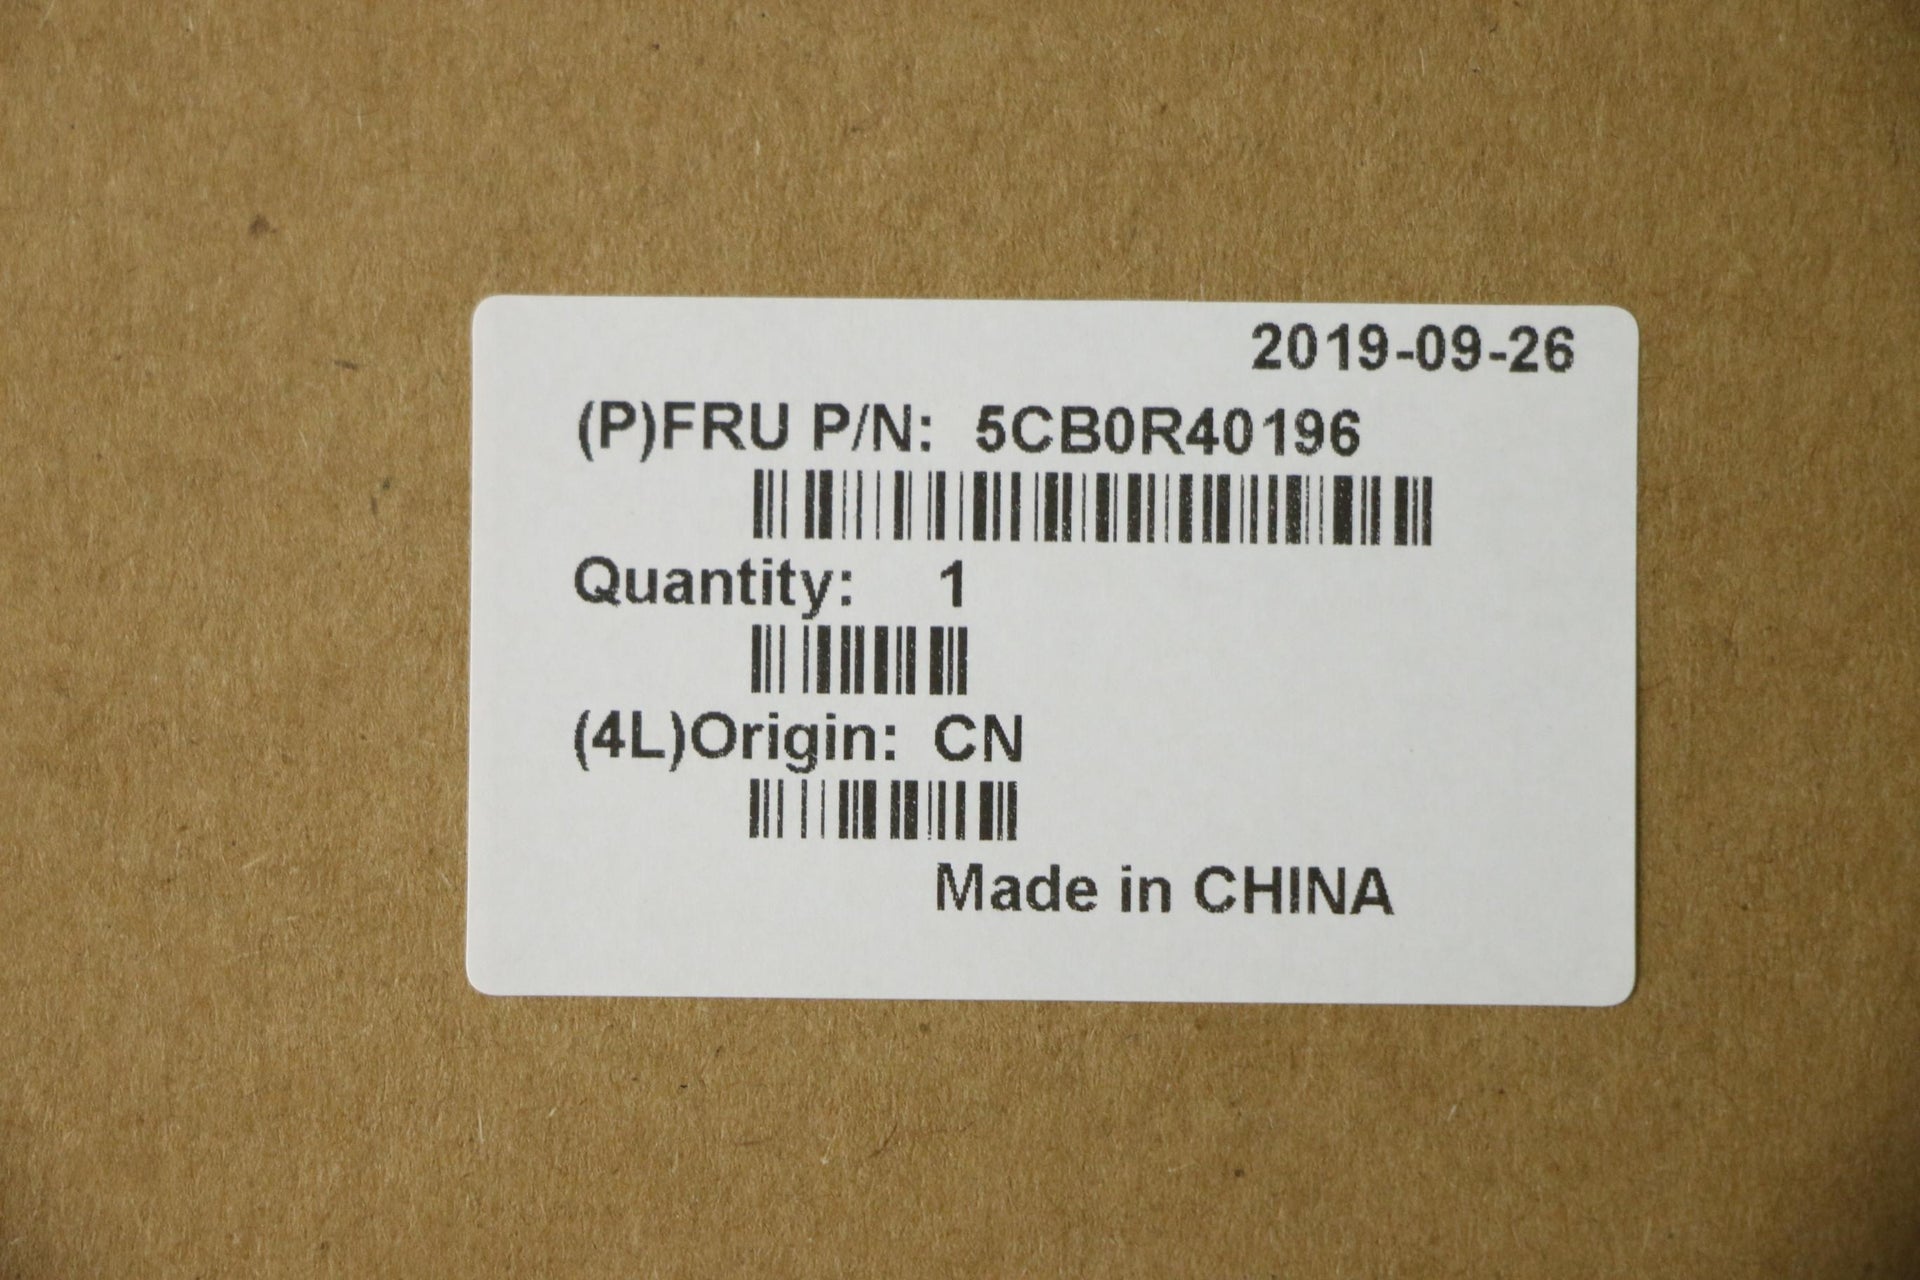 2019-09-26
(P)FRU P/N: 5CB0R40196
Quantity: 1
(4L)Origin: CN
Made in CHINA